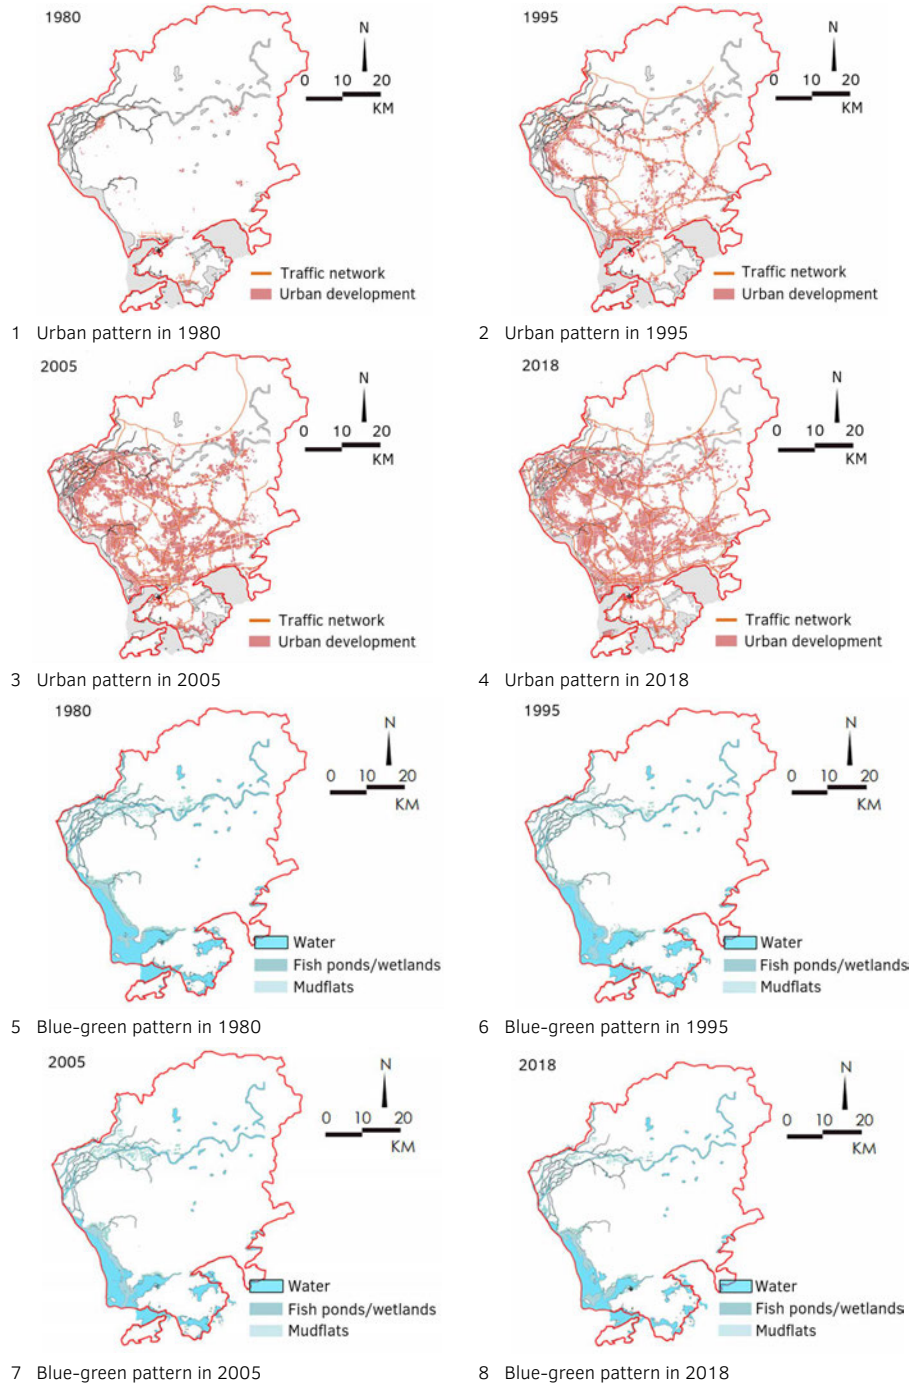 1980
N
0 10 20
KM
Traffic network
Urban development
1 Urban pattern in 1980
1995
N
0 10 20
KM
Traffic network
Urban development
2 Urban pattern in 1995
2005
N
0 10 20
KM
Traffic network
Urban development
3 Urban pattern in 2005
2018
N
0 10 20
KM
Traffic network
Urban development
4 Urban pattern in 2018
1980
N
0 10 20
KM
Water
Fish ponds/wetlands
Mudflats
5 Blue-green pattern in 1980
1995
N
0 10 20
KM
Water
Fish ponds/wetlands
Mudflats
6 Blue-green pattern in 1995
2005
N
0 10 20
KM
Water
Fish ponds/wetlands
Mudflats
7 Blue-green pattern in 2005
2018
N
0 10 20
KM
Water
Fish ponds/wetlands
Mudflats
8 Blue-green pattern in 2018